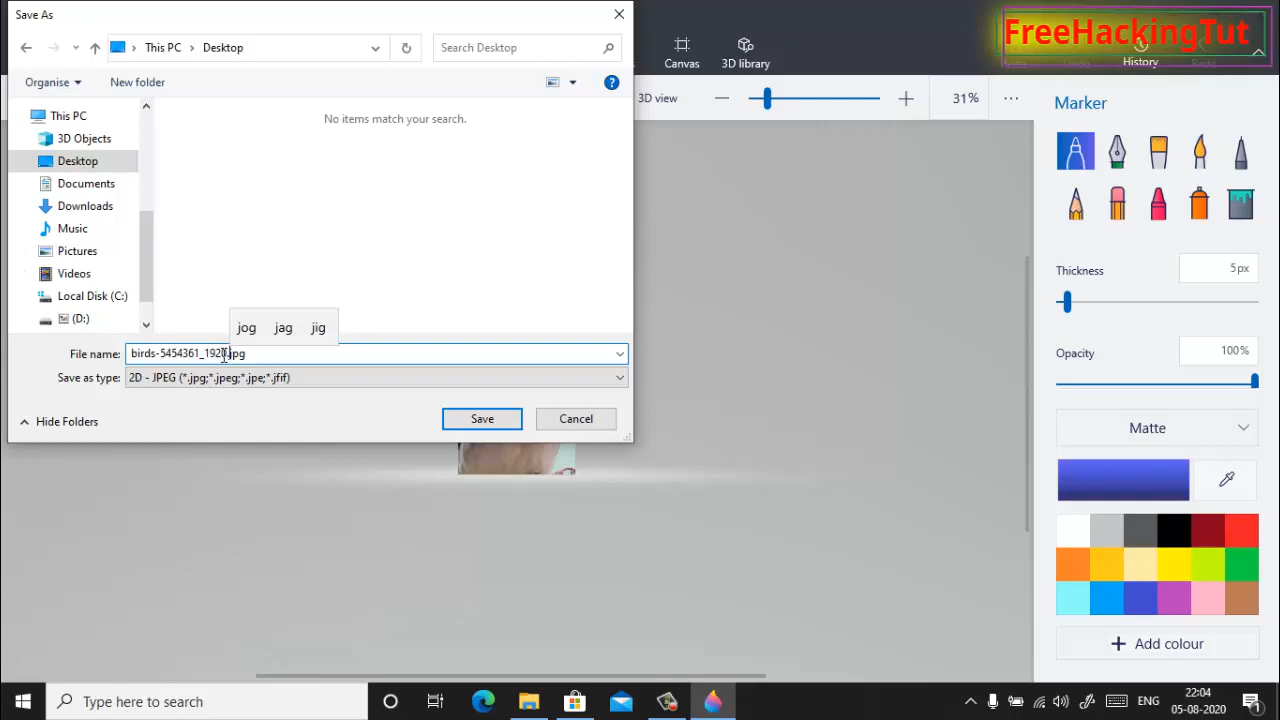 Save As
This PC
Desktop
Search Desktop
FreeHackingTut
Canvas
3D library
History
Organise
New folder
3D view
31%
Marker
This PC
3D Objects
Desktop
Documents
Downloads
Music
Pictures
Videos
Local Disk (C:)
(D:)
No items match your search.
Thickness
5px
jog jag jig
File name:
birds-5454361_1920.jpg
Save as type:
2D - JPEG (*.jpg;*.jpeg;*.jpe;*.jfif)
Opacity
100%
Hide Folders
Save
Cancel
Matte
+ Add colour
Type here to search
ENG
22:04
05-08-2020
1